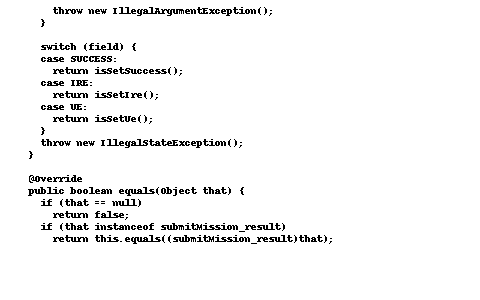 throw new IllegalArgumentException();
}
switch (field) {
case SUCCESS:
return isSetSuccess();
case IRE:
return isSetIre();
case UE:
return isSetUe();
}
throw new IllegalStateException();
}
@Override
public boolean equals(Object that) {
if (that == null)
return false;
if (that instanceof submitMission_result)
return this.equals((submitMission_result)that);